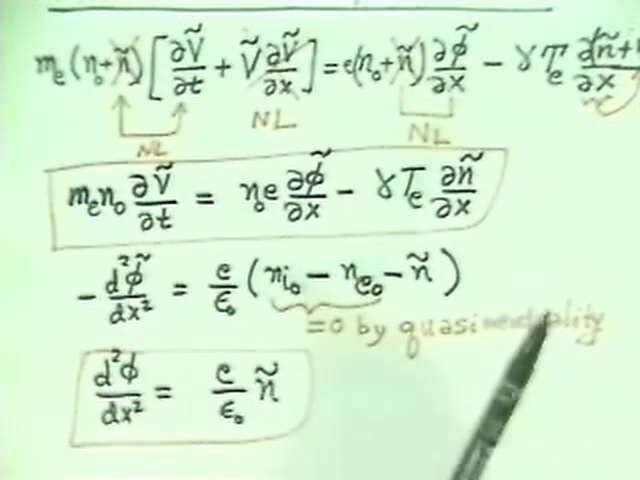 mₑ(n₀+ñ)[∂Ṽ/∂t + Ṽ ∂Ṽ/∂x] = e(n₀+ñ) ∂φ̃/∂x − γTₑ ∂(ñ+
NL NL NL
mₑn₀ ∂Ṽ/∂t = n₀e ∂φ̃/∂x − γTₑ ∂ñ/∂x
−d²φ̃/dx² = e/ε₀ (nᵢ₀ − nₑ₀ − ñ)
=0 by quasineutrality
d²φ/dx² = e/ε₀ ñ